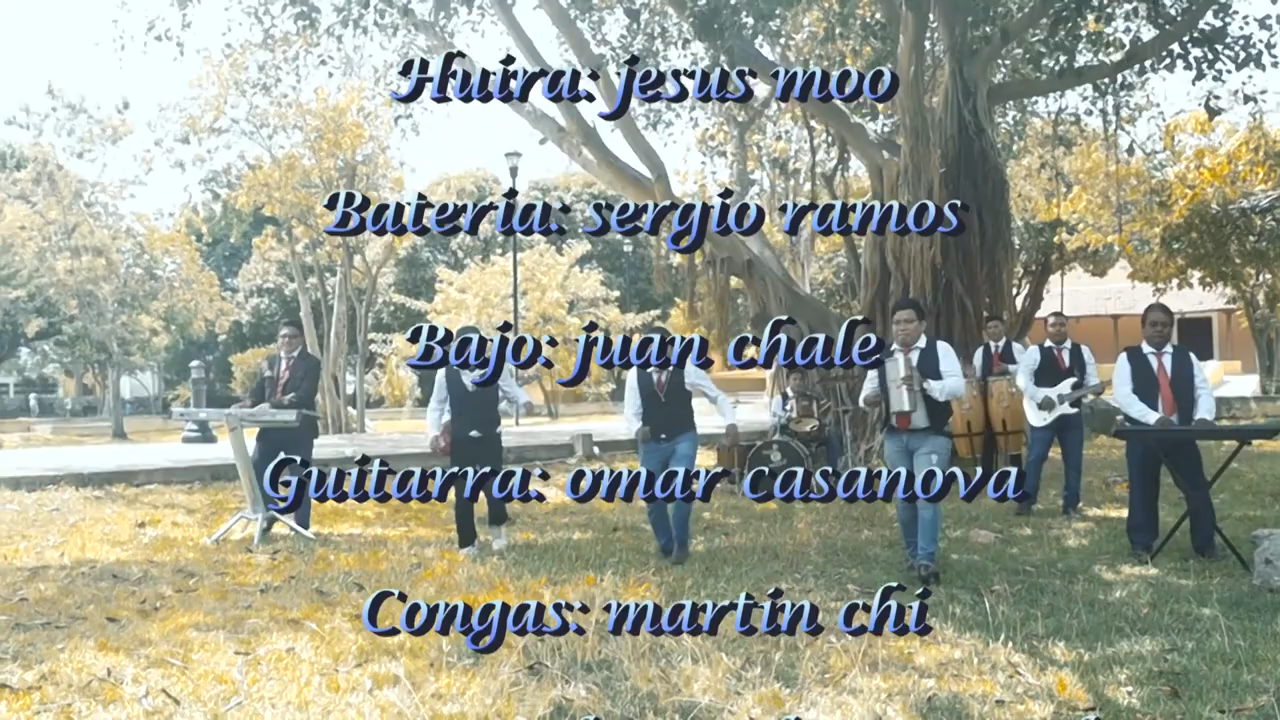 Huira: jesus moo
Bateria: sergio ramos
Bajo: juan chale
Guitarra: omar casanova
Congas: martin chi